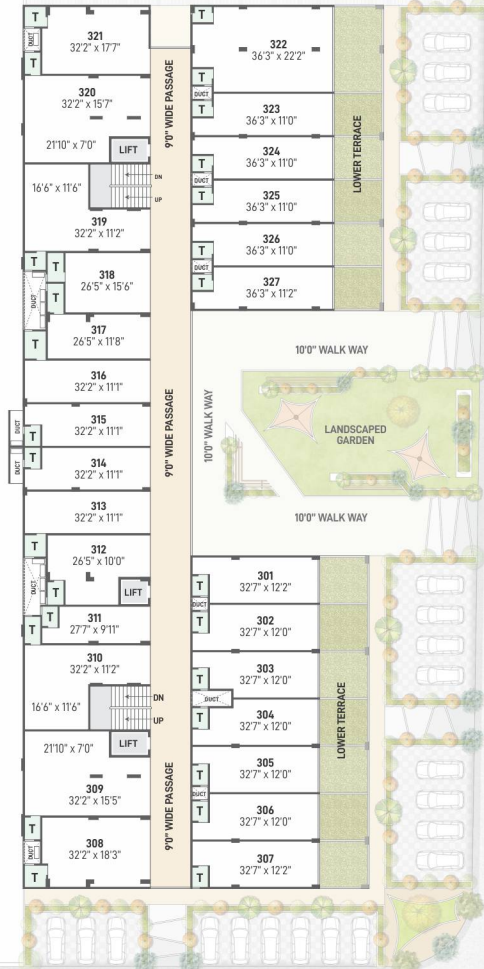 T
321
32'2" x 17'7"
DUCT
T
320
32'2" x 15'7"
21'10" x 7'0"
LIFT
16'6" x 11'6"
DN
UP
319
32'2" x 11'2"
T
T
318
26'5" x 15'6"
T
DUCT
317
26'5" x 11'8"
T
316
32'2" x 11'1"
DUCT
315
32'2" x 11'1"
T
DUCT
T
314
32'2" x 11'1"
313
32'2" x 11'1"
T
312
26'5" x 10'0"
DUCT
T
LIFT
T
311
27'7" x 9'11"
T
310
32'2" x 11'2"
16'6" x 11'6"
DN
UP
21'10" x 7'0"
LIFT
309
32'2" x 15'5"
T
308
32'2" x 18'3"
DUCT
T
9'0" WIDE PASSAGE
9'0" WIDE PASSAGE
9'0" WIDE PASSAGE
T
322
36'3" x 22'2"
T
DUCT
T
323
36'3" x 11'0"
324
36'3" x 11'0"
T
DUCT
T
325
36'3" x 11'0"
326
36'3" x 11'0"
T
DUCT
T
327
36'3" x 11'2"
LOWER TERRACE
10'0" WALK WAY
10'0" WALK WAY
LANDSCAPED
GARDEN
10'0" WALK WAY
301
32'7" x 12'2"
T
DUCT
T
302
32'7" x 12'0"
303
32'7" x 12'0"
T
DUCT
T
304
32'7" x 12'0"
305
32'7" x 12'0"
T
DUCT
T
306
32'7" x 12'0"
307
32'7" x 12'2"
T
LOWER TERRACE